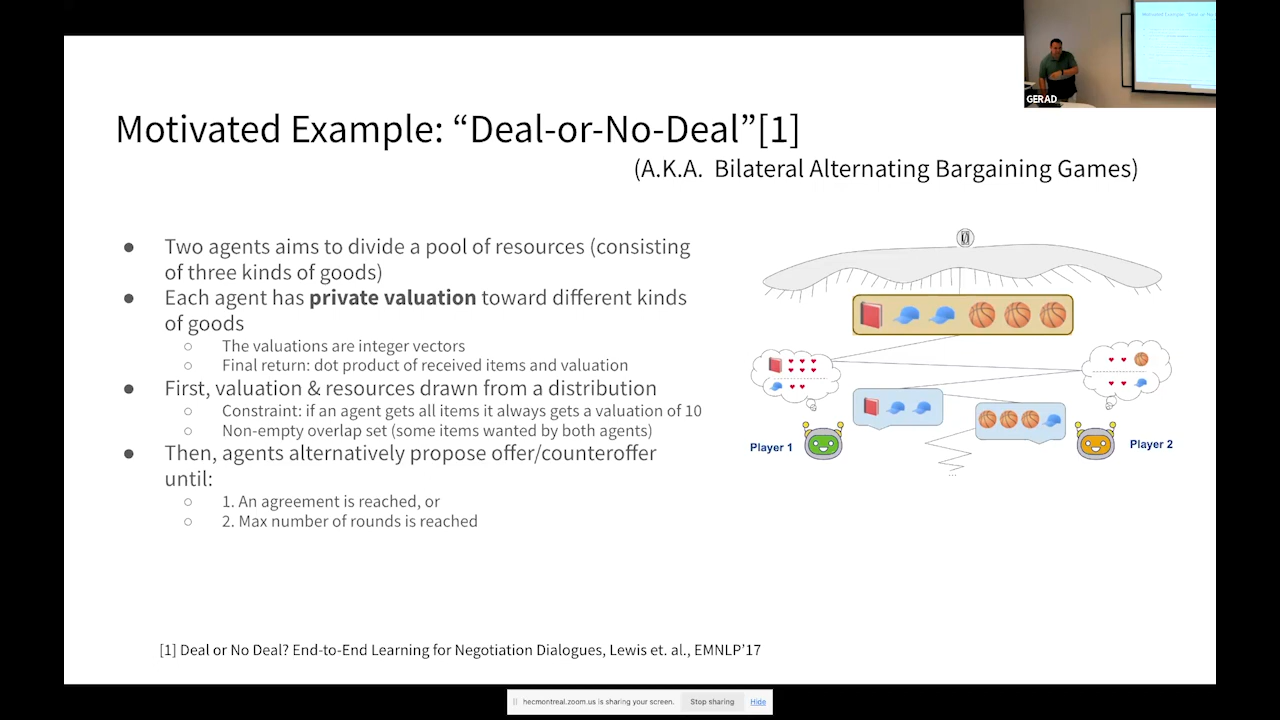 GERAD
Motivated Example: “Deal-or-No-Deal”[1]
(A.K.A. Bilateral Alternating Bargaining Games)
● Two agents aims to divide a pool of resources (consisting
of three kinds of goods)
● Each agent has private valuation toward different kinds
of goods
○ The valuations are integer vectors
○ Final return: dot product of received items and valuation
● First, valuation & resources drawn from a distribution
○ Constraint: if an agent gets all items it always gets a valuation of 10
○ Non-empty overlap set (some items wanted by both agents)
● Then, agents alternatively propose offer/counteroffer
until:
○ 1. An agreement is reached, or
○ 2. Max number of rounds is reached
Player 1
Player 2
...
[1] Deal or No Deal? End-to-End Learning for Negotiation Dialogues, Lewis et. al., EMNLP’17
hecmontreal.zoom.us is sharing your screen. Stop sharing Hide